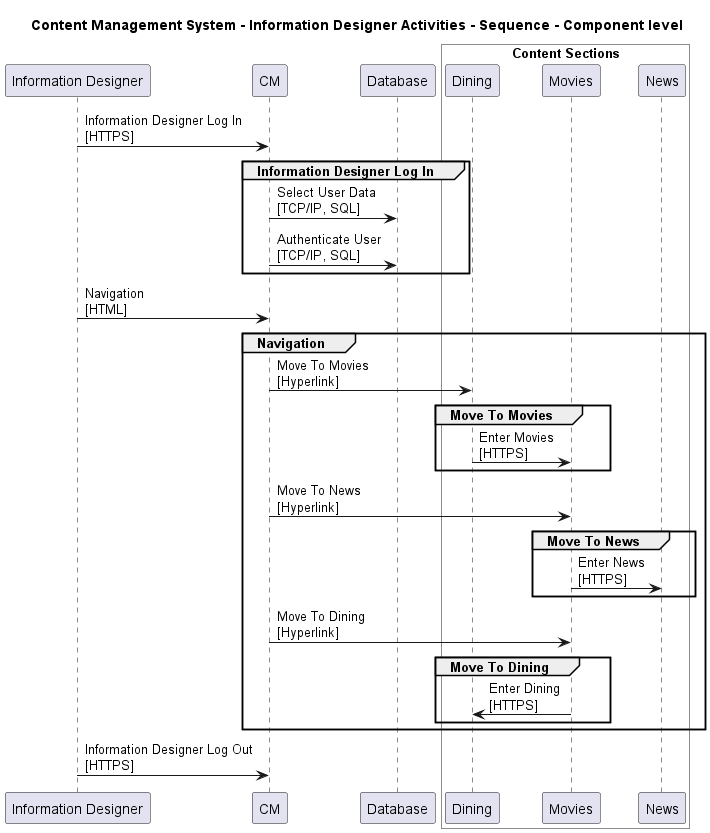 Content Management System - Information Designer Activities - Sequence - Component level
Content Sections
Information Designer CM Database Dining Movies News
Information Designer Log In
[HTTPS]
Information Designer Log In
Select User Data
[TCP/IP, SQL]
Authenticate User
[TCP/IP, SQL]
Navigation
[HTML]
Navigation
Move To Movies
[Hyperlink]
Move To Movies
Enter Movies
[HTTPS]
Move To News
[Hyperlink]
Move To News
Enter News
[HTTPS]
Move To Dining
[Hyperlink]
Move To Dining
Enter Dining
[HTTPS]
Information Designer Log Out
[HTTPS]
Information Designer CM Database Dining Movies News